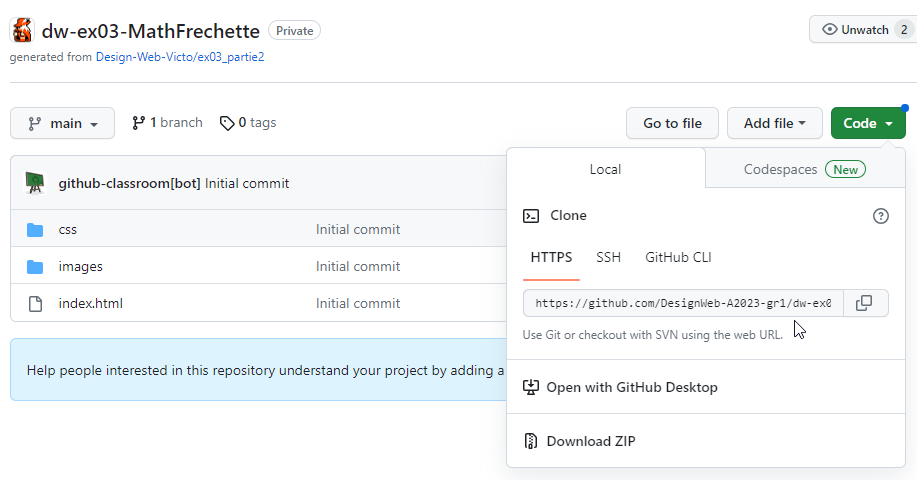 dw-ex03-MathFrechette Private
Unwatch 2
generated from Design-Web-Victo/ex03_partie2
main
1 branch
0 tags
Go to file
Add file
Code
github-classroom[bot] Initial commit
css Initial commit
images Initial commit
index.html Initial commit
Help people interested in this repository understand your project by adding a
Local
Codespaces New
Clone
HTTPS SSH GitHub CLI
https://github.com/DesignWeb-A2023-gr1/dw-ex0
Use Git or checkout with SVN using the web URL.
Open with GitHub Desktop
Download ZIP